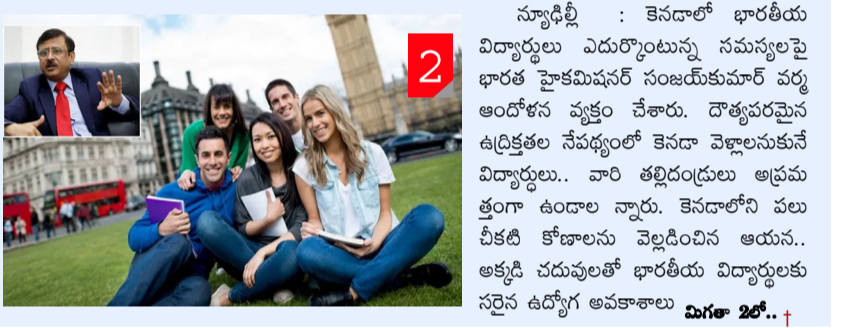 2
న్యూఢిల్లీ : కెనడాలో భారతీయ
విద్యార్థులు ఎదుర్కొంటున్న సమస్యలపై
భారత హైకమిషనర్ సంజయ్‌కుమార్ వర్మ
ఆందోళన వ్యక్తం చేశారు. దౌత్యపరమైన
ఉద్రిక్తతల నేపథ్యంలో కెనడా వెళ్లాలనుకునే
విద్యార్థులు.. వారి తల్లిదండ్రులు అప్రమ
త్తంగా ఉండాల న్నారు. కెనడాలోని పలు
చీకటి కోణాలను వెల్లడించిన ఆయన..
అక్కడి చదువులతో భారతీయ విద్యార్థులకు
సరైన ఉద్యోగ అవకాశాలు మిగతా 2లో.. †